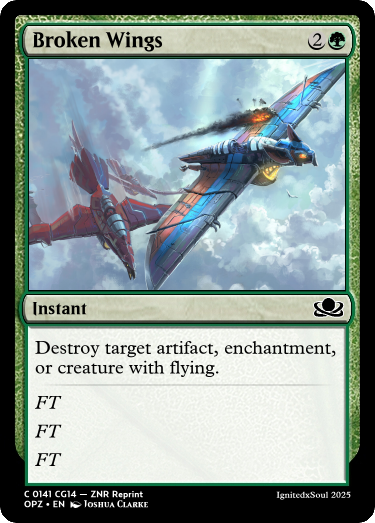 Broken Wings 2
Instant
Destroy target artifact, enchantment,
or creature with flying.
FT
FT
FT
C 0141 CG14 — ZNR Reprint
OPZ • EN Joshua Clarke
IgnitedxSoul 2025